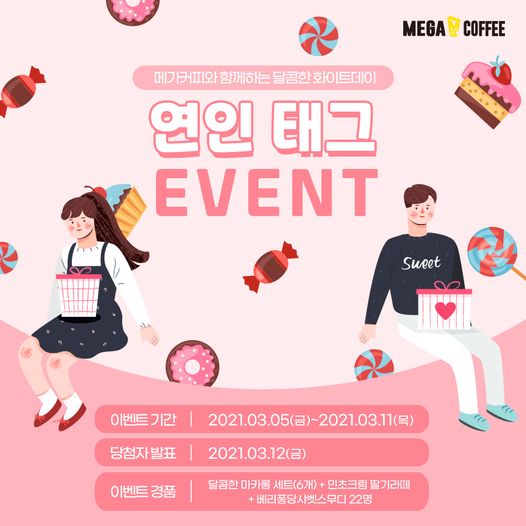 MEGA COFFEE
메가커피와 함께하는 달콤한 화이트데이
연인 태그
EVENT
Sweet
이벤트 기간 | 2021.03.05(금)~2021.03.11(목)
당첨자 발표 | 2021.03.12(금)
이벤트 경품 | 달콤한 마카롱 세트(6개) + 민초크림 딸기라떼
+ 베리퐁당샤벳스무디 22명